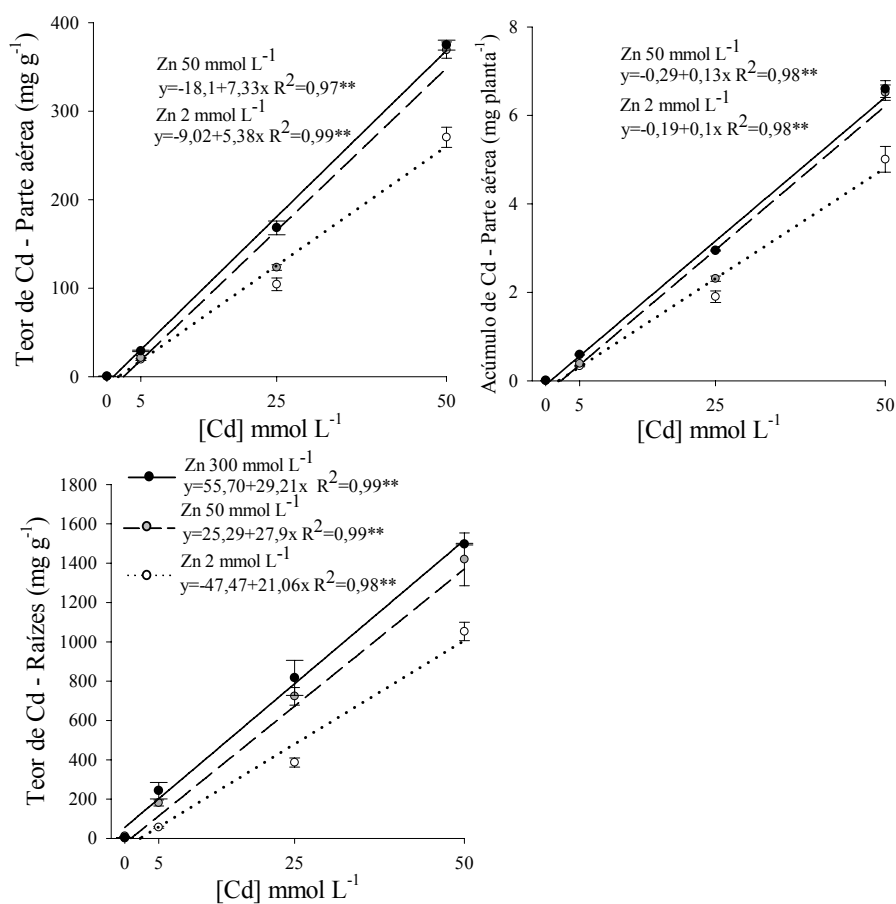 400
300
200
100
0
Teor de Cd - Parte aérea (mg g-1)
Zn 50 mmol L-1
y=-18,1+7,33x R2=0,97**
Zn 2 mmol L-1
y=-9,02+5,38x R2=0,99**
0 5 25 50
[Cd] mmol L-1
8
6
4
2
0
Acúmulo de Cd - Parte aérea (mg planta-1)
Zn 50 mmol L-1
y=-0,29+0,13x R2=0,98**
Zn 2 mmol L-1
y=-0,19+0,1x R2=0,98**
0 5 25 50
[Cd] mmol L-1
1800
1600
1400
1200
1000
800
600
400
200
0
Teor de Cd - Raízes (mg g-1)
Zn 300 mmol L-1
y=55,70+29,21x R2=0,99**
Zn 50 mmol L-1
y=25,29+27,9x R2=0,99**
Zn 2 mmol L-1
y=-47,47+21,06x R2=0,98**
0 5 25 50
[Cd] mmol L-1